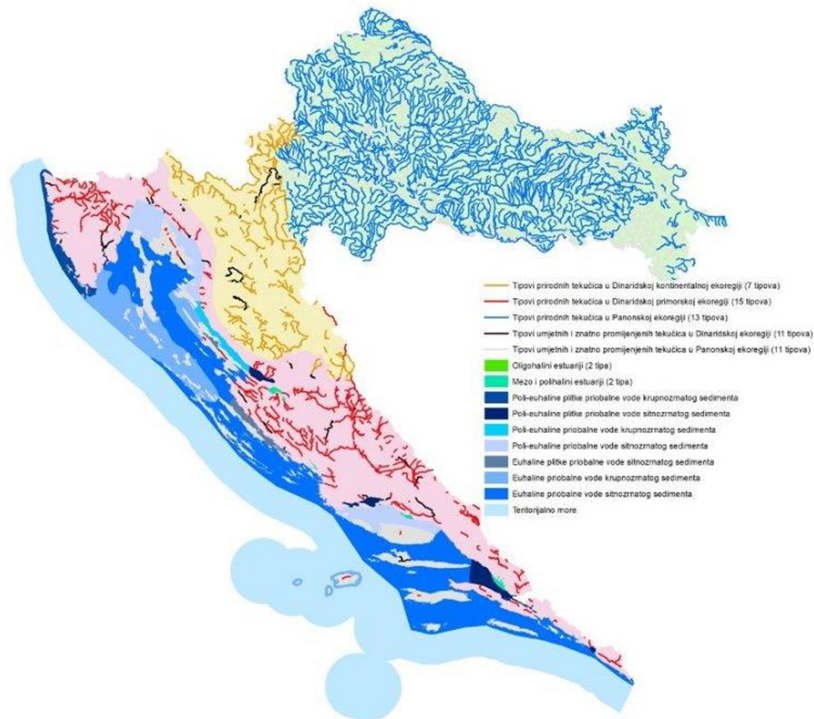 Tipovi prirodnih tekućica u Dinaridskoj kontinentalnoj ekoregiji (7 tipova)
Tipovi prirodnih tekućica u Dinaridskoj primorskoj ekoregiji (15 tipova)
Tipovi prirodnih tekućica u Panonskoj ekoregiji (13 tipova)
Tipovi umjetnih i znatno promijenjenih tekućica u Dinaridskoj ekoregiji (11 tipova)
Tipovi umjetnih i znatno promijenjenih tekućica u Panonskoj ekoregiji (11 tipova)
Oligohalini estuariji (2 tipa)
Mezo i polihalini estuariji (2 tipa)
Poli-euhaline plitke priobalne vode krupnozrnatog sedimenta
Poli-euhaline plitke priobalne vode sitnozrnatog sedimenta
Poli-euhaline priobalne vode krupnozrnatog sedimenta
Poli-euhaline priobalne vode sitnozrnatog sedimenta
Euhaline plitke priobalne vode sitnozrnatog sedimenta
Euhaline priobalne vode krupnozrnatog sedimenta
Euhaline priobalne vode sitnozrnatog sedimenta
Teritorijalno more